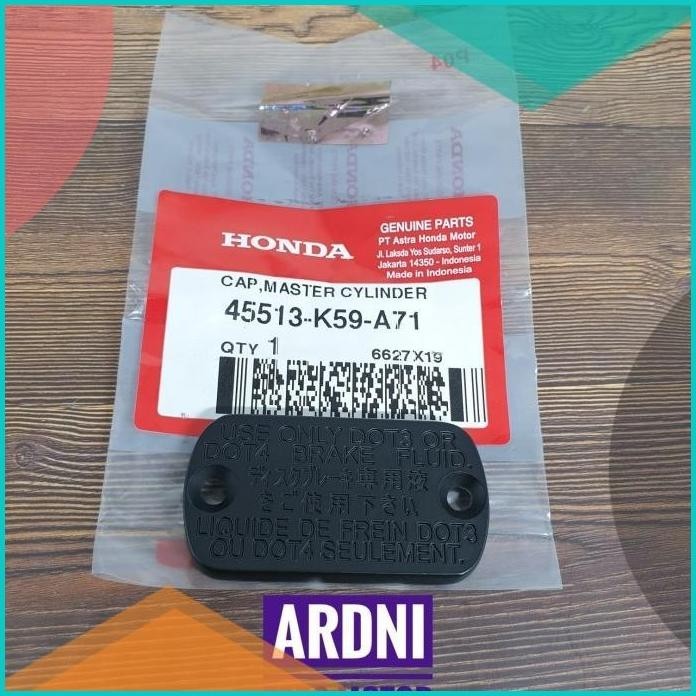 P04
HONDA
HONDA
HONDA
GENUINE PARTS
PT Astra Honda Motor
Jl. Laksda Yos Sudarso, Sunter 1
Jakarta 14350 - Indonesia
Made in Indonesia
CAP,MASTER CYLINDER
45513-K59-A71
QTY 1
6627X19
USE ONLY DOT3 OR
DOT4 BRAKE FLUID.
ディスクブレーキ専用液
をご使用下さい
LIQUIDE DE FREIN DOT3
OU DOT4 SEULEMENT.
ARDNI